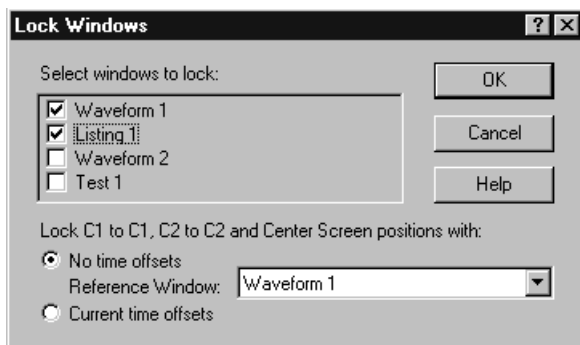 Lock Windows
Select windows to lock:
Waveform 1
Listing 1
Waveform 2
Test 1
OK
Cancel
Help
Lock C1 to C1, C2 to C2 and Center Screen positions with:
No time offsets
Reference Window: Waveform 1
Current time offsets